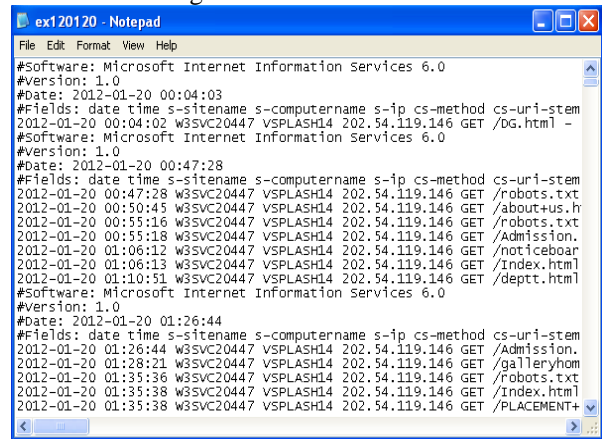 ex120120 - Notepad
File Edit Format View Help
#Software: Microsoft Internet Information Services 6.0
#Version: 1.0
#Date: 2012-01-20 00:04:03
#Fields: date time s-sitename s-computername s-ip cs-method cs-uri-stem
2012-01-20 00:04:02 W3SVC20447 VSPLASH14 202.54.119.146 GET /DG.html -
#Software: Microsoft Internet Information Services 6.0
#Version: 1.0
#Date: 2012-01-20 00:47:28
#Fields: date time s-sitename s-computername s-ip cs-method cs-uri-stem
2012-01-20 00:47:28 W3SVC20447 VSPLASH14 202.54.119.146 GET /robots.txt
2012-01-20 00:50:45 W3SVC20447 VSPLASH14 202.54.119.146 GET /about+us.h
2012-01-20 00:55:16 W3SVC20447 VSPLASH14 202.54.119.146 GET /robots.txt
2012-01-20 00:55:18 W3SVC20447 VSPLASH14 202.54.119.146 GET /Admission.
2012-01-20 01:06:12 W3SVC20447 VSPLASH14 202.54.119.146 GET /noticeboar
2012-01-20 01:06:13 W3SVC20447 VSPLASH14 202.54.119.146 GET /Index.html
2012-01-20 01:10:51 W3SVC20447 VSPLASH14 202.54.119.146 GET /deptt.html
#Software: Microsoft Internet Information Services 6.0
#Version: 1.0
#Date: 2012-01-20 01:26:44
#Fields: date time s-sitename s-computername s-ip cs-method cs-uri-stem
2012-01-20 01:26:44 W3SVC20447 VSPLASH14 202.54.119.146 GET /Admission.
2012-01-20 01:28:21 W3SVC20447 VSPLASH14 202.54.119.146 GET /galleryhom
2012-01-20 01:35:36 W3SVC20447 VSPLASH14 202.54.119.146 GET /robots.txt
2012-01-20 01:35:38 W3SVC20447 VSPLASH14 202.54.119.146 GET /Index.html
2012-01-20 01:35:38 W3SVC20447 VSPLASH14 202.54.119.146 GET /PLACEMENT+